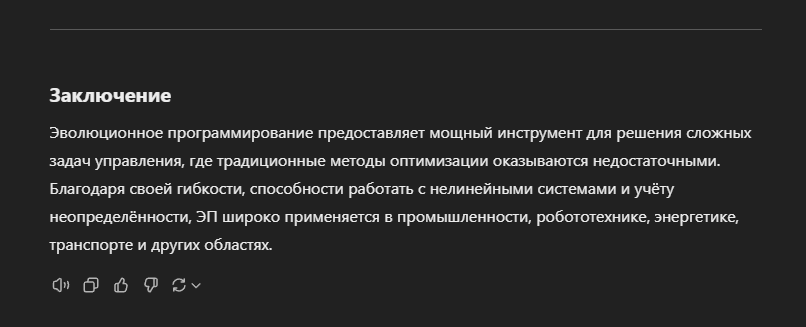 Заключение
Эволюционное программирование предоставляет мощный инструмент для решения сложных
задач управления, где традиционные методы оптимизации оказываются недостаточными.
Благодаря своей гибкости, способности работать с нелинейными системами и учёту
неопределённости, ЭП широко применяется в промышленности, робототехнике, энергетике,
транспорте и других областях.